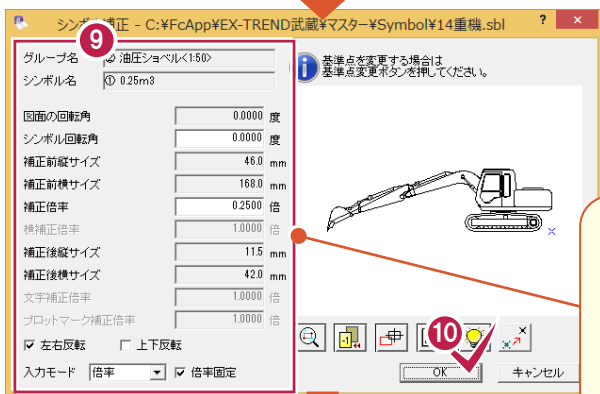 シンボル補正 - C:¥FcApp¥EX-TREND武蔵¥マスター¥Symbol¥14重機.sbl ? ×
9
グループ名 ② 油圧ショベル<1:50>
シンボル名 ① 0.25m3
基準点を変更する場合は
基準点変更ボタンを押してください。
図面の回転角 0.0000 度
シンボル回転角 0.0000 度
補正前縦サイズ 46.0 mm
補正前横サイズ 168.0 mm
補正倍率 0.2500 倍
横補正倍率 1.0000 倍
補正後縦サイズ 11.5 mm
補正後横サイズ 42.0 mm
文字補正倍率 1.0000 倍
プロットマーク補正倍率 1.0000 倍
左右反転 上下反転
入力モード 倍率 倍率固定
-1
10
OK キャンセル